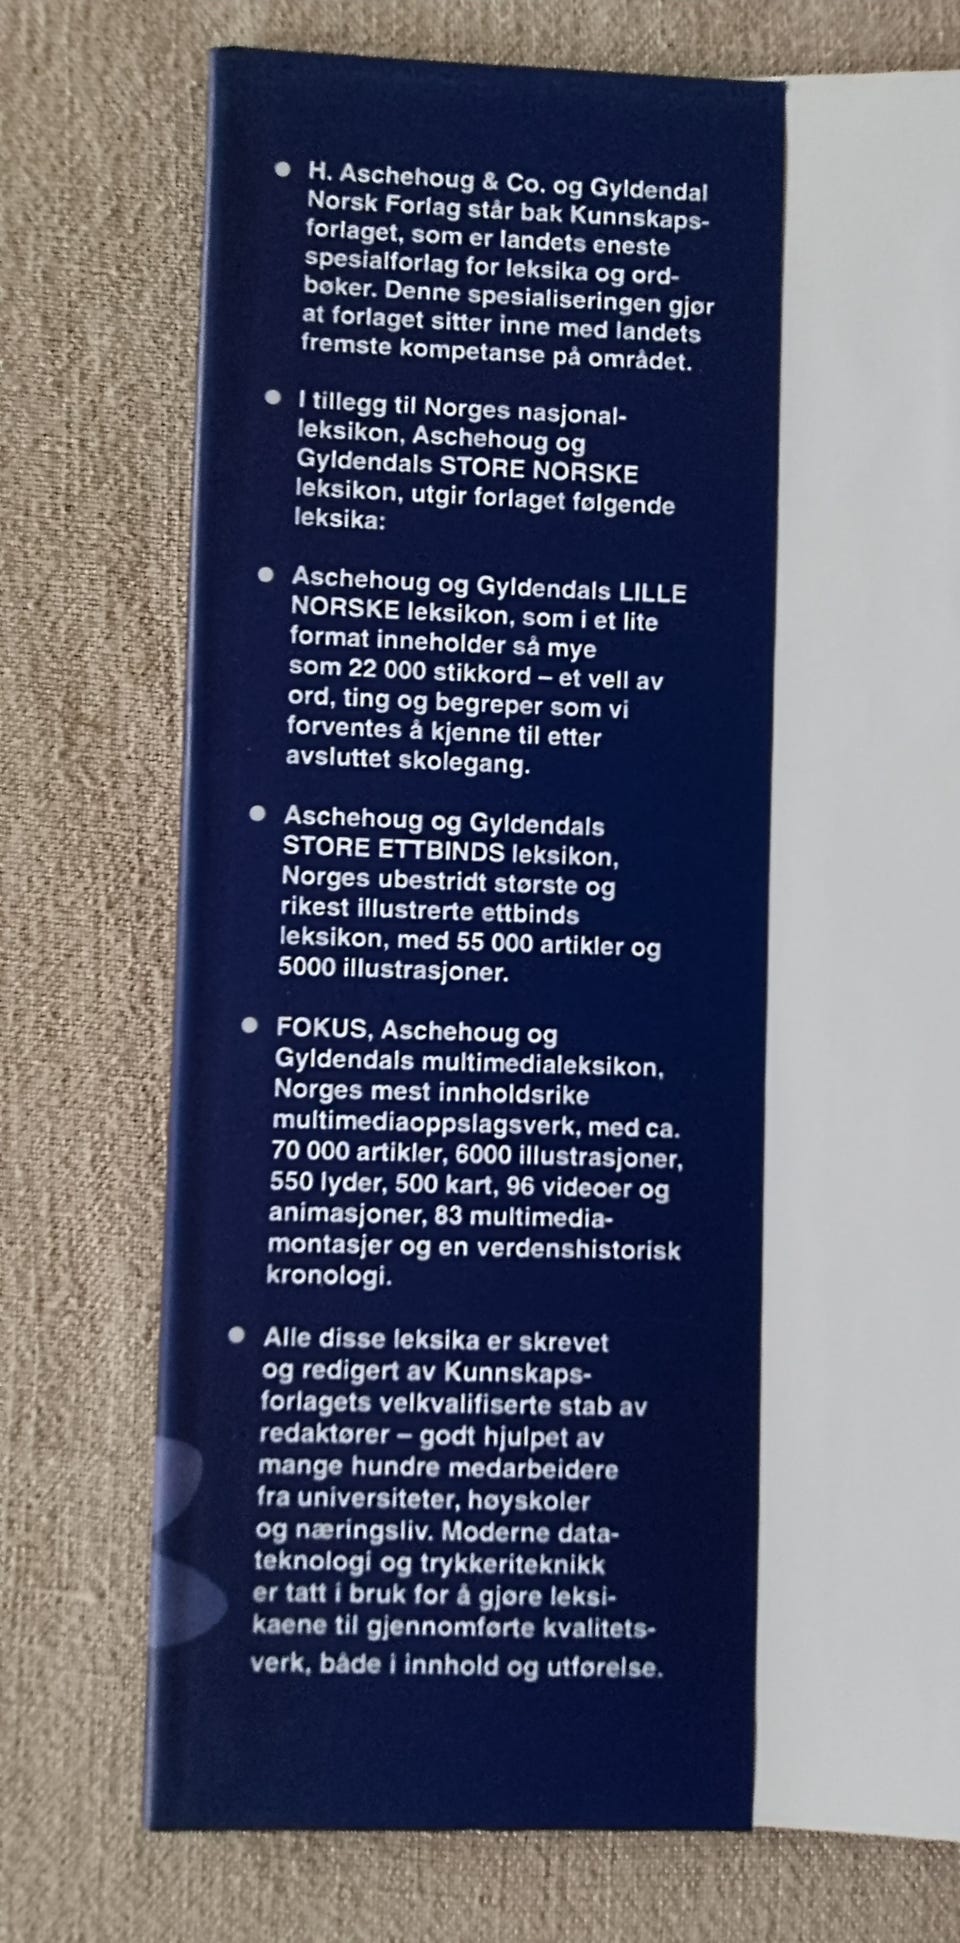 ● H. Aschehoug & Co. og Gyldendal
Norsk Forlag står bak Kunnskaps-
forlaget, som er landets eneste
spesialforlag for leksika og ord-
bøker. Denne spesialiseringen gjør
at forlaget sitter inne med landets
fremste kompetanse på området.
● I tillegg til Norges nasjonal-
leksikon, Aschehoug og
Gyldendals STORE NORSKE
leksikon, utgir forlaget følgende
leksika:
● Aschehoug og Gyldendals LILLE
NORSKE leksikon, som i et lite
format inneholder så mye
som 22 000 stikkord – et vell av
ord, ting og begreper som vi
forventes å kjenne til etter
avsluttet skolegang.
● Aschehoug og Gyldendals
STORE ETTBINDS leksikon,
Norges ubestridt største og
rikest illustrerte ettbinds
leksikon, med 55 000 artikler og
5000 illustrasjoner.
● FOKUS, Aschehoug og
Gyldendals multimedialeksikon,
Norges mest innholdsrike
multimediaoppslagsverk, med ca.
70 000 artikler, 6000 illustrasjoner,
550 lyder, 500 kart, 96 videoer og
animasjoner, 83 multimedia-
montasjer og en verdenshistorisk
kronologi.
● Alle disse leksika er skrevet
og redigert av Kunnskaps-
forlagets velkvalifiserte stab av
redaktører – godt hjulpet av
mange hundre medarbeidere
fra universiteter, høyskoler
og næringsliv. Moderne data-
teknologi og trykkeriteknikk
er tatt i bruk for å gjøre leksi-
kaene til gjennomførte kvalitets-
verk, både i innhold og utførelse.